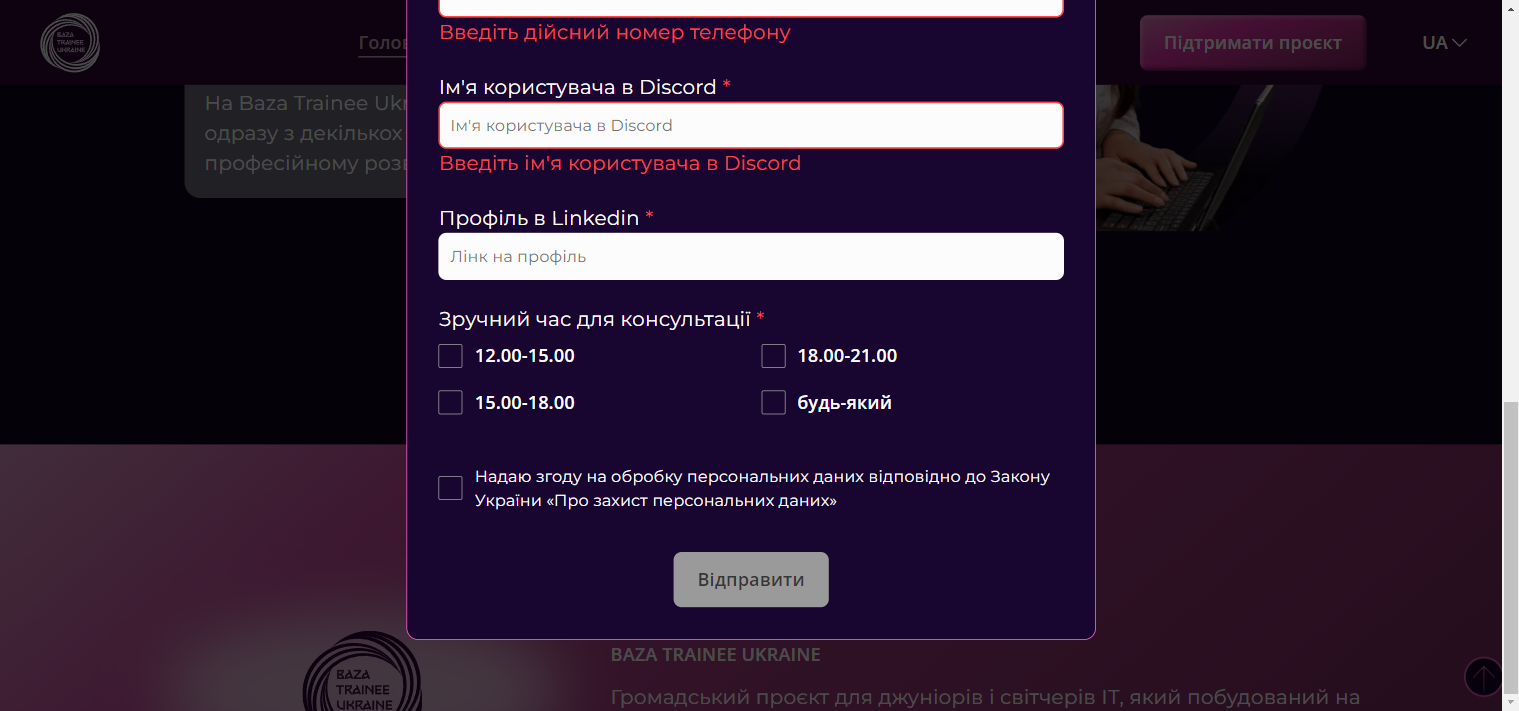 BAZA
TRAINEE
UKRAINE
Підтримати проєкт
UA
На Baza Trainee
одразу з декількох
професійному
Введіть дійсний номер телефону
Ім'я користувача в Discord *
Ім'я користувача в Discord
Введіть ім'я користувача в Discord
Профіль в Linkedin *
Лінк на профіль
Зручний час для консультації *
12.00-15.00
18.00-21.00
15.00-18.00
будь-який
Надаю згоду на обробку персональних даних відповідно до Закону
України «Про захист персональних даних»
Відправити
BAZA
TRAINEE
UKRAINE
BAZA TRAINEE UKRAINE
Громадський проєкт для джуніорів і світчерів ІТ, який побудований на